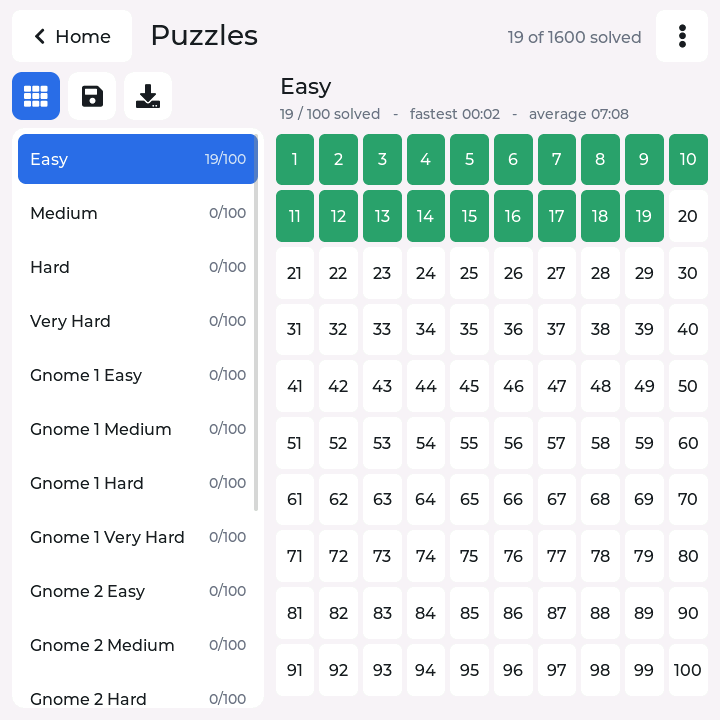 Home
Puzzles
19 of 1600 solved
Easy
19 / 100 solved - fastest 00:02 - average 07:08
Easy 19/100
Medium 0/100
Hard 0/100
Very Hard 0/100
Gnome 1 Easy 0/100
Gnome 1 Medium 0/100
Gnome 1 Hard 0/100
Gnome 1 Very Hard 0/100
Gnome 2 Easy 0/100
Gnome 2 Medium 0/100
Gnome 2 Hard 0/100
1 2 3 4 5 6 7 8 9 10
11 12 13 14 15 16 17 18 19 20
21 22 23 24 25 26 27 28 29 30
31 32 33 34 35 36 37 38 39 40
41 42 43 44 45 46 47 48 49 50
51 52 53 54 55 56 57 58 59 60
61 62 63 64 65 66 67 68 69 70
71 72 73 74 75 76 77 78 79 80
81 82 83 84 85 86 87 88 89 90
91 92 93 94 95 96 97 98 99 100